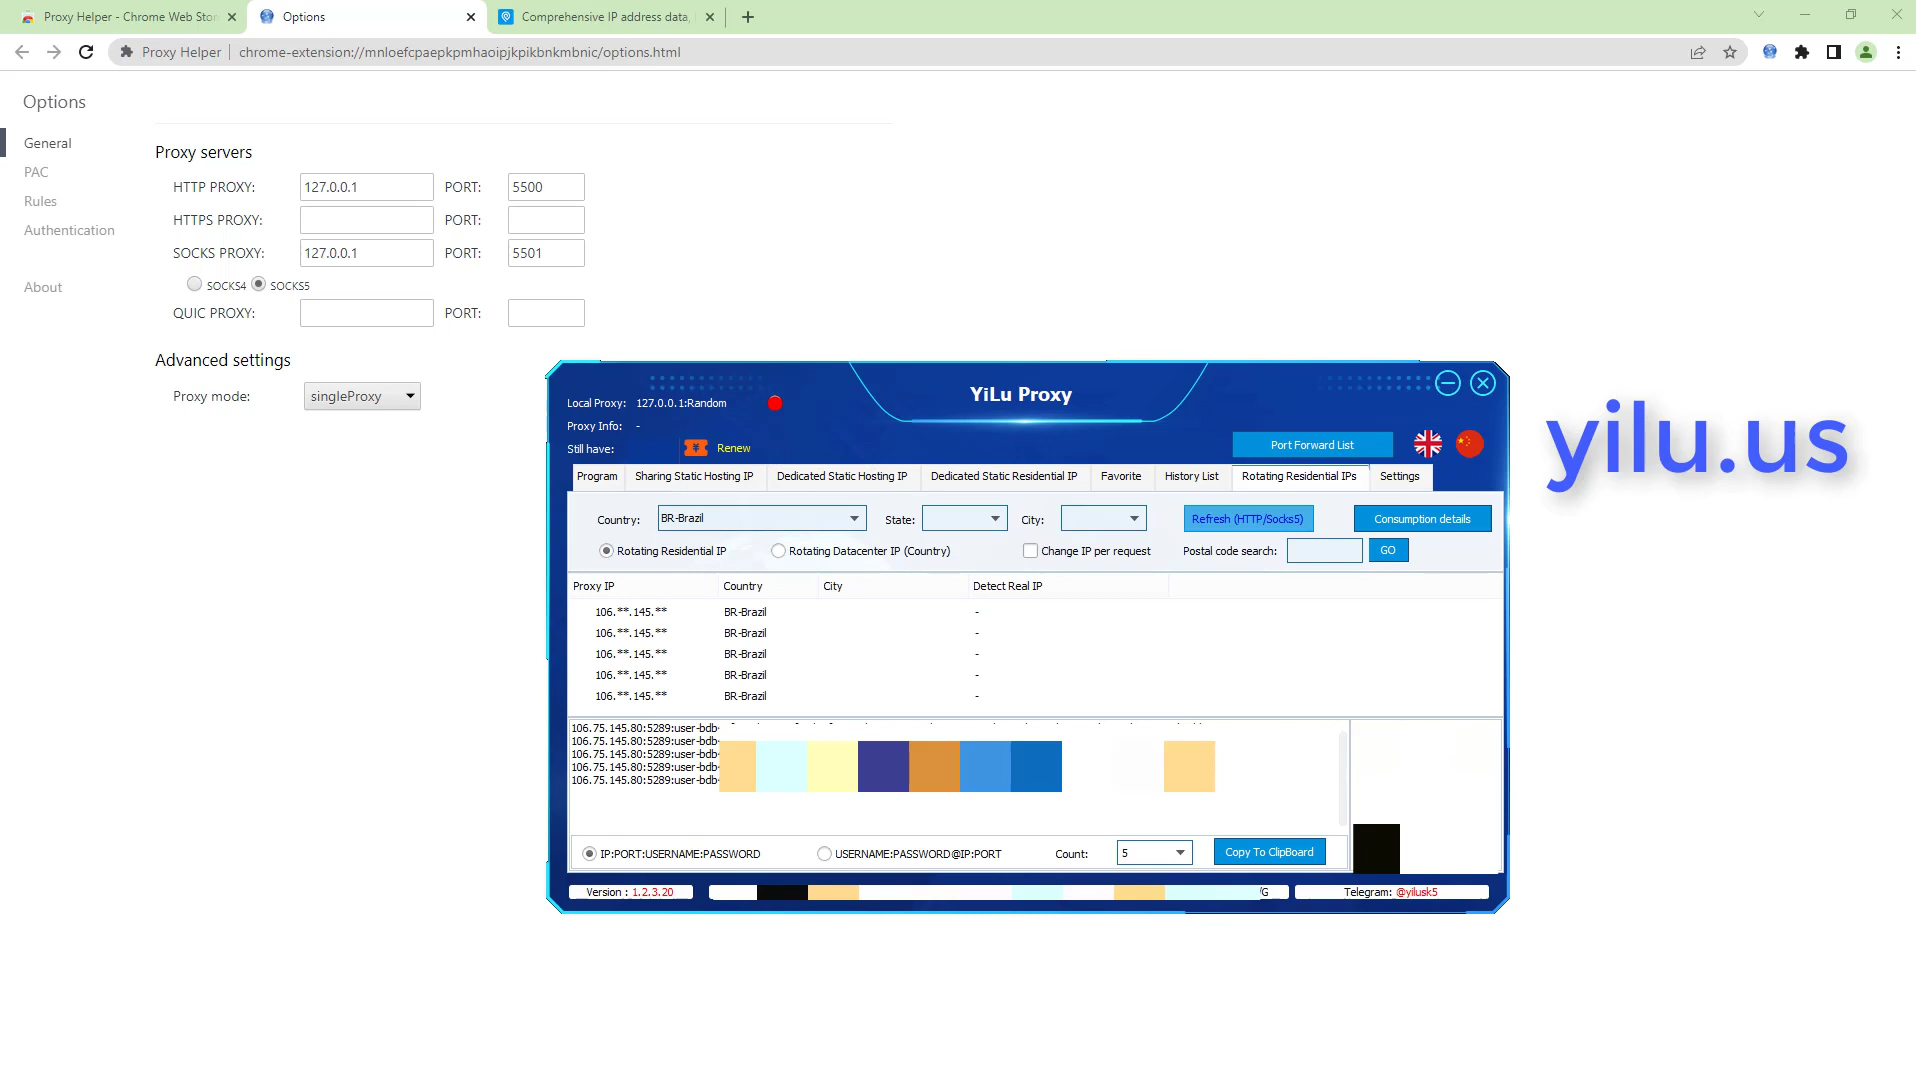 Proxy Helper - Chrome Web Stor
Options
Comprehensive IP address data,
Proxy Helper
chrome-extension://mnloefcpaepkpmhaoipjkpikbnkmbnic/options.html
Options
General
PAC
Rules
Authentication
About
Proxy servers
HTTP PROXY: 127.0.0.1 PORT: 5500
HTTPS PROXY: PORT:
SOCKS PROXY: 127.0.0.1 PORT: 5501
SOCKS4 SOCKS5
QUIC PROXY: PORT:
Advanced settings
Proxy mode: singleProxy
YiLu Proxy
Local Proxy: 127.0.0.1:Random
Proxy Info: -
Still have: Renew
Port Forward List
Program Sharing Static Hosting IP Dedicated Static Hosting IP Dedicated Static Residential IP Favorite History List Rotating Residential IPs Settings
Country: BR-Brazil State: City: Refresh (HTTP/Socks5) Consumption details
Rotating Residential IP Rotating Datacenter IP (Country) Change IP per request Postal code search: GO
Proxy IP Country City Detect Real IP
106.**.145.** BR-Brazil -
106.**.145.** BR-Brazil -
106.**.145.** BR-Brazil -
106.**.145.** BR-Brazil -
106.**.145.** BR-Brazil -
106.75.145.80:5289:user-bdb-
106.75.145.80:5289:user-bdb-
106.75.145.80:5289:user-bdb-
106.75.145.80:5289:user-bdb-
106.75.145.80:5289:user-bdb-
IP:PORT:USERNAME:PASSWORD USERNAME:PASSWORD@IP:PORT Count: 5 Copy To ClipBoard
Version : 1.2.3.20 /G Telegram: @yilusk5
yilu.us